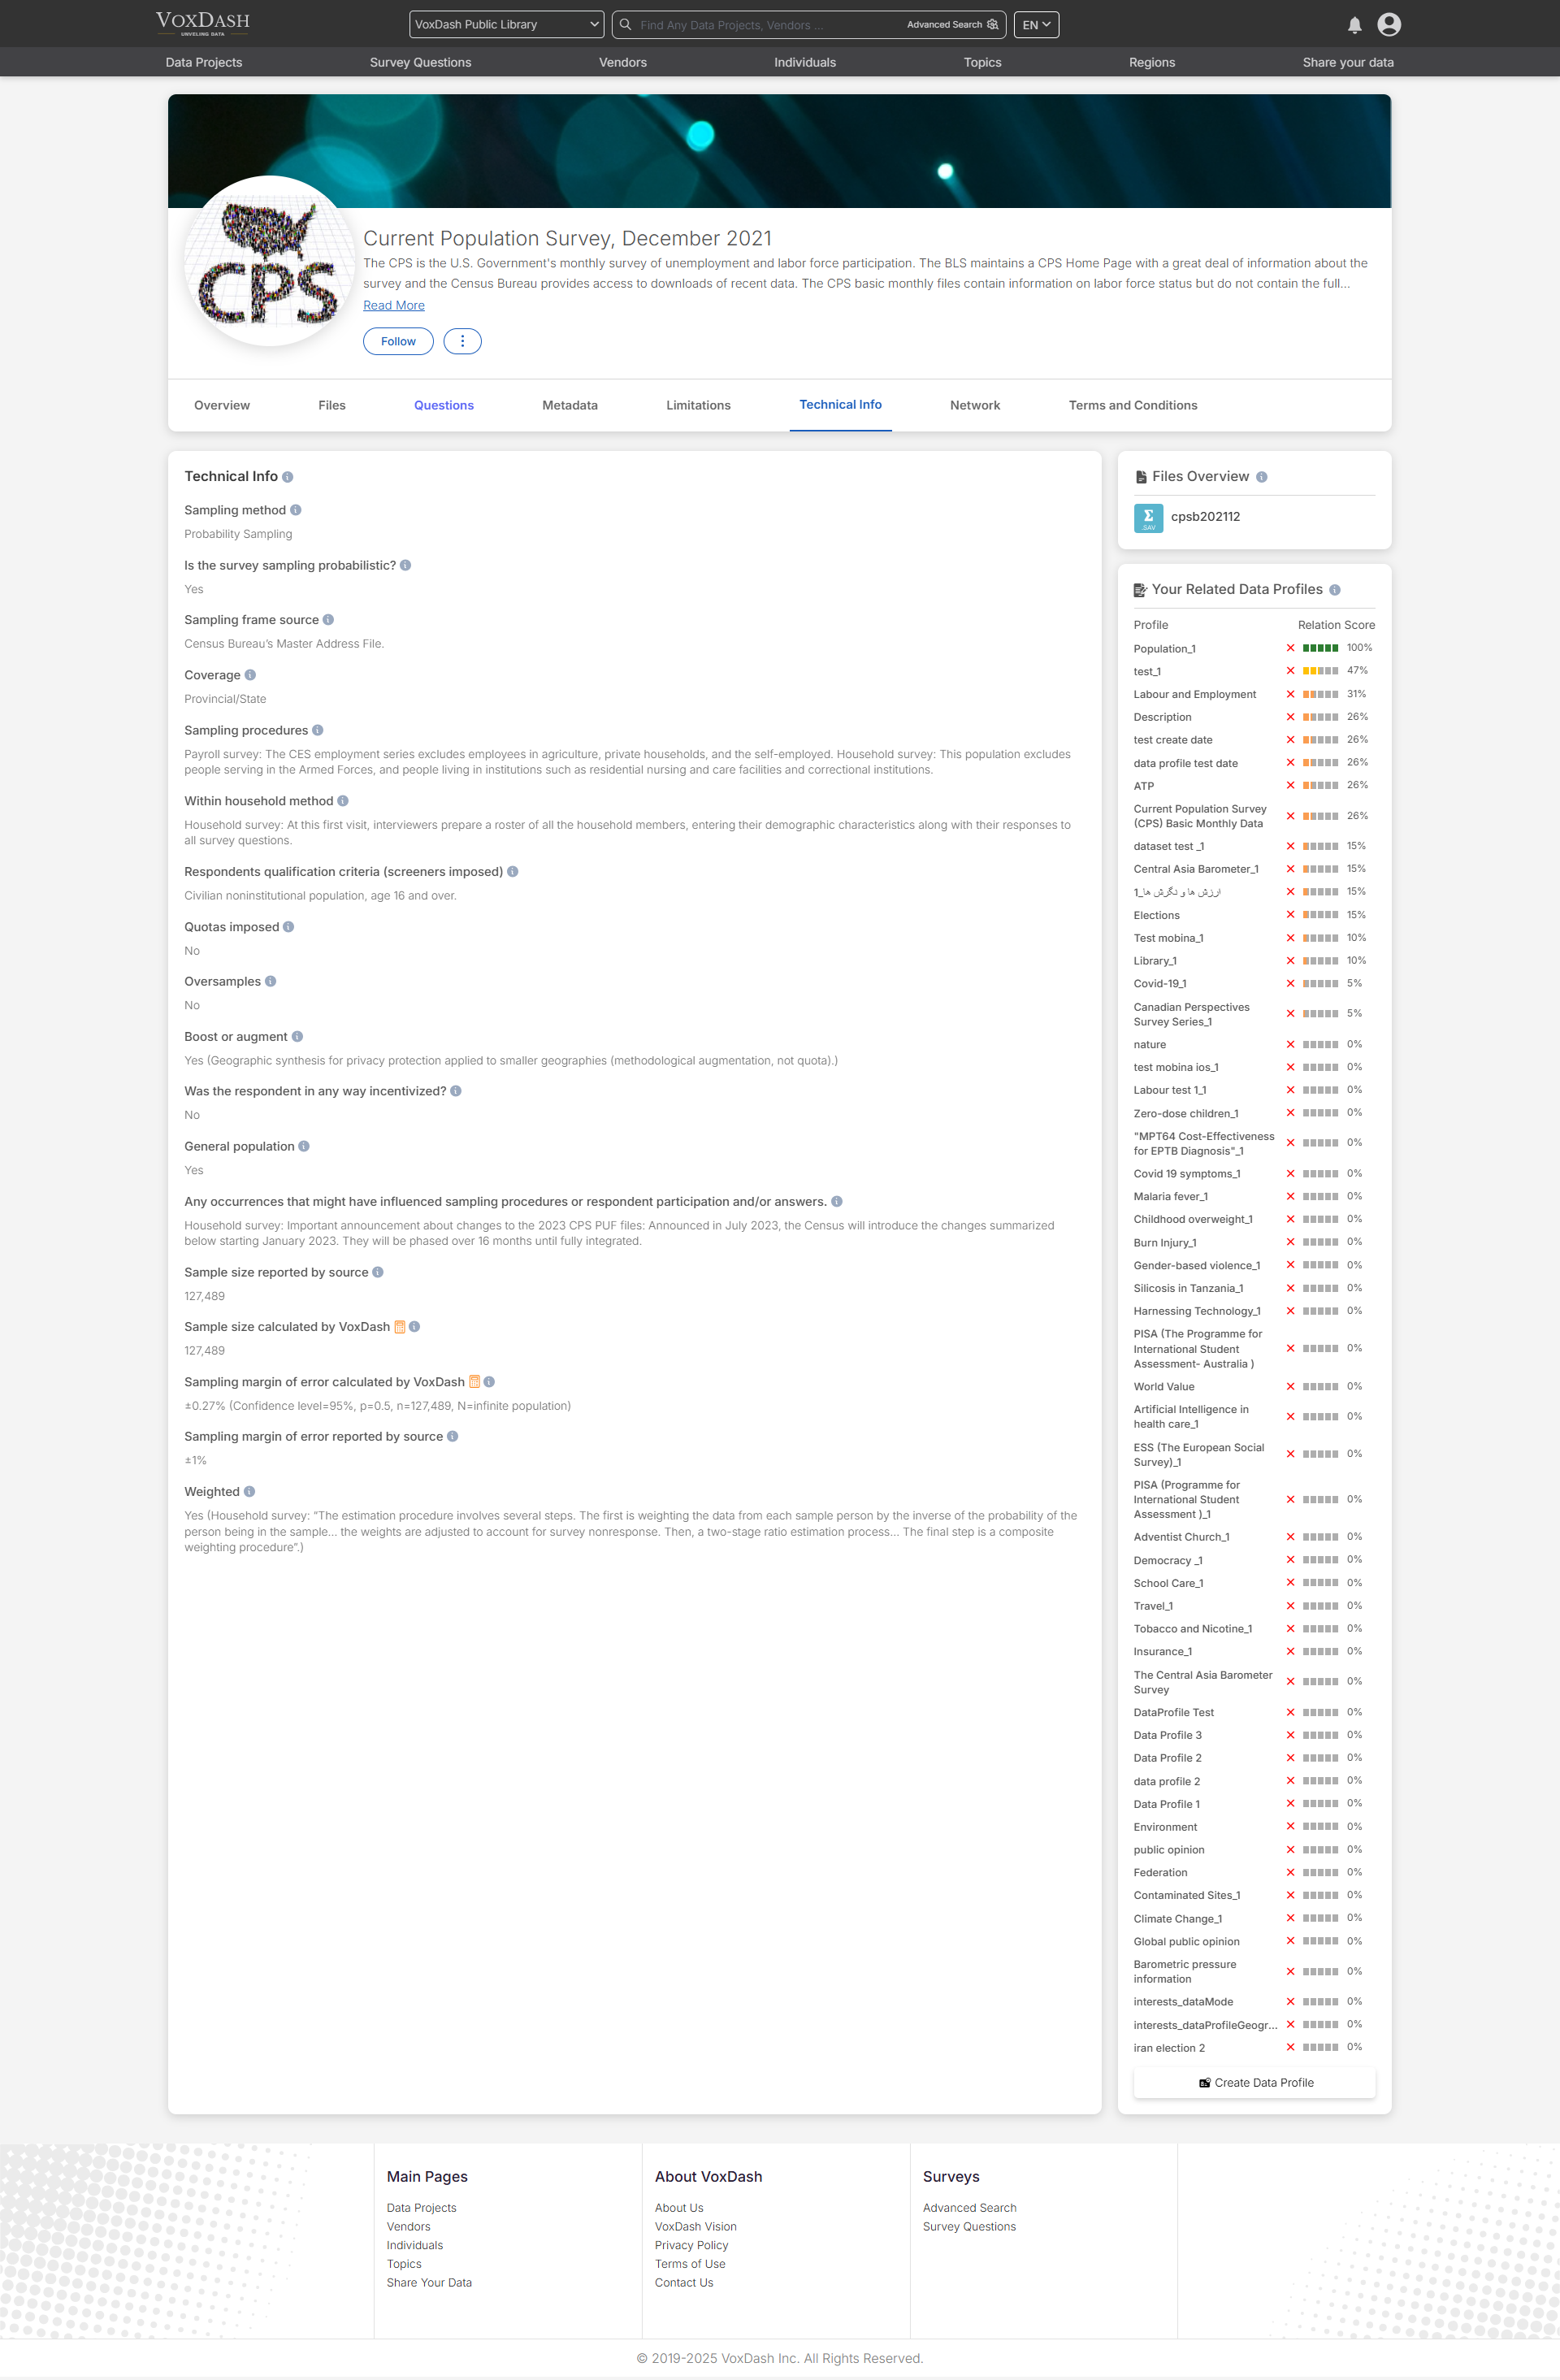 VOXDASH
UNVEILING DATA
VoxDash Public Library
Find Any Data Projects, Vendors ...
Advanced Search
EN
Data Projects
Survey Questions
Vendors
Individuals
Topics
Regions
Share your data
CPS
Current Population Survey, December 2021
The CPS is the U.S. Government's monthly survey of unemployment and labor force participation. The BLS maintains a CPS Home Page with a great deal of information about the
survey and the Census Bureau provides access to downloads of recent data. The CPS basic monthly files contain information on labor force status but do not contain the full...
Read More
Follow
Overview
Files
Questions
Metadata
Limitations
Technical Info
Network
Terms and Conditions
Technical Info
Sampling method
Probability Sampling
Is the survey sampling probabilistic?
Yes
Sampling frame source
Census Bureau's Master Address File.
Coverage
Provincial/State
Sampling procedures
Payroll survey: The CES employment series excludes employees in agriculture, private households, and the self-employed. Household survey: This population excludes
people serving in the Armed Forces, and people living in institutions such as residential nursing and care facilities and correctional institutions.
Within household method
Household survey: At this first visit, interviewers prepare a roster of all the household members, entering their demographic characteristics along with their responses to
all survey questions.
Respondents qualification criteria (screeners imposed)
Civilian noninstitutional population, age 16 and over.
Quotas imposed
No
Oversamples
No
Boost or augment
Yes (Geographic synthesis for privacy protection applied to smaller geographies (methodological augmentation, not quota).)
Was the respondent in any way incentivized?
No
General population
Yes
Any occurrences that might have influenced sampling procedures or respondent participation and/or answers.
Household survey: Important announcement about changes to the 2023 CPS PUF files: Announced in July 2023, the Census will introduce the changes summarized
below starting January 2023. They will be phased over 16 months until fully integrated.
Sample size reported by source
127,489
Sample size calculated by VoxDash
127,489
Sampling margin of error calculated by VoxDash
±0.27% (Confidence level=95%, p=0.5, n=127,489, N=infinite population)
Sampling margin of error reported by source
±1%
Weighted
Yes (Household survey: "The estimation procedure involves several steps. The first is weighting the data from each sample person by the inverse of the probability of the
person being in the sample... the weights are adjusted to account for survey nonresponse. Then, a two-stage ratio estimation process... The final step is a composite
weighting procedure".)
Files Overview
Σ
.SAV
cpsb202112
Your Related Data Profiles
Profile Relation Score
Population_1 100%
test_1 47%
Labour and Employment 31%
Description 26%
test create date 26%
data profile test date 26%
ATP 26%
Current Population Survey
(CPS) Basic Monthly Data 26%
dataset test _1 15%
Central Asia Barometer_1 15%
ارزش ها و نگرش ها_1 15%
Elections 15%
Test mobina_1 10%
Library_1 10%
Covid-19_1 5%
Canadian Perspectives
Survey Series_1 5%
nature 0%
test mobina ios_1 0%
Labour test 1_1 0%
Zero-dose children_1 0%
"MPT64 Cost-Effectiveness
for EPTB Diagnosis"_1 0%
Covid 19 symptoms_1 0%
Malaria fever_1 0%
Childhood overweight_1 0%
Burn Injury_1 0%
Gender-based violence_1 0%
Silicosis in Tanzania_1 0%
Harnessing Technology_1 0%
PISA (The Programme for
International Student 0%
Assessment- Australia )
World Value 0%
Artificial Intelligence in
health care_1 0%
ESS (The European Social
Survey)_1 0%
PISA (Programme for
International Student 0%
Assessment )_1
Adventist Church_1 0%
Democracy _1 0%
School Care_1 0%
Travel_1 0%
Tobacco and Nicotine_1 0%
Insurance_1 0%
The Central Asia Barometer
Survey 0%
DataProfile Test 0%
Data Profile 3 0%
Data Profile 2 0%
data profile 2 0%
Data Profile 1 0%
Environment 0%
public opinion 0%
Federation 0%
Contaminated Sites_1 0%
Climate Change_1 0%
Global public opinion 0%
Barometric pressure
information 0%
interests_dataMode 0%
interests_dataProfileGeogr... 0%
iran election 2 0%
Create Data Profile
Main Pages
Data Projects
Vendors
Individuals
Topics
Share Your Data
About VoxDash
About Us
VoxDash Vision
Privacy Policy
Terms of Use
Contact Us
Surveys
Advanced Search
Survey Questions
© 2019-2025 VoxDash Inc. All Rights Reserved.